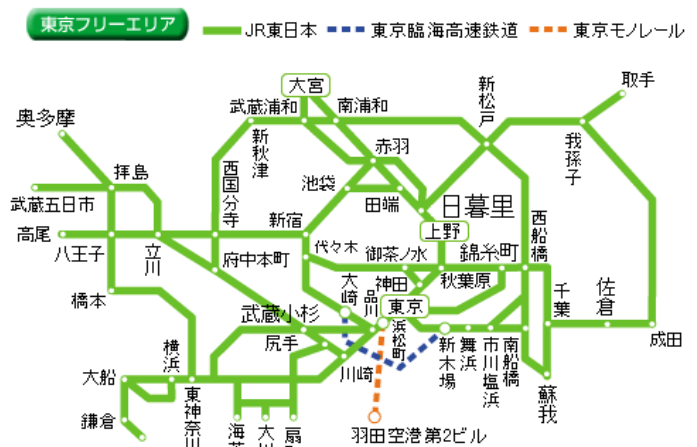 東京フリーエリア
JR東日本
東京臨海高速鉄道
東京モノレール
大宮
新松戸
取手
奥多摩
武蔵浦和
南浦和
新秋津
赤羽
我孫子
拝島
西国分寺
池袋
田端
日暮里
武蔵五日市
新宿
上野
西船橋
高尾
八王子
立川
府中本町
代々木
御茶ノ水
錦糸町
橋本
大崎
品川
神田
秋葉原
千葉
佐倉
武蔵小杉
東京
浜松町
尻手
新木場
舞浜
市川塩浜
南船橋
成田
横浜
川崎
大船
蘇我
東神奈川
鎌倉
羽田空港第2ビル